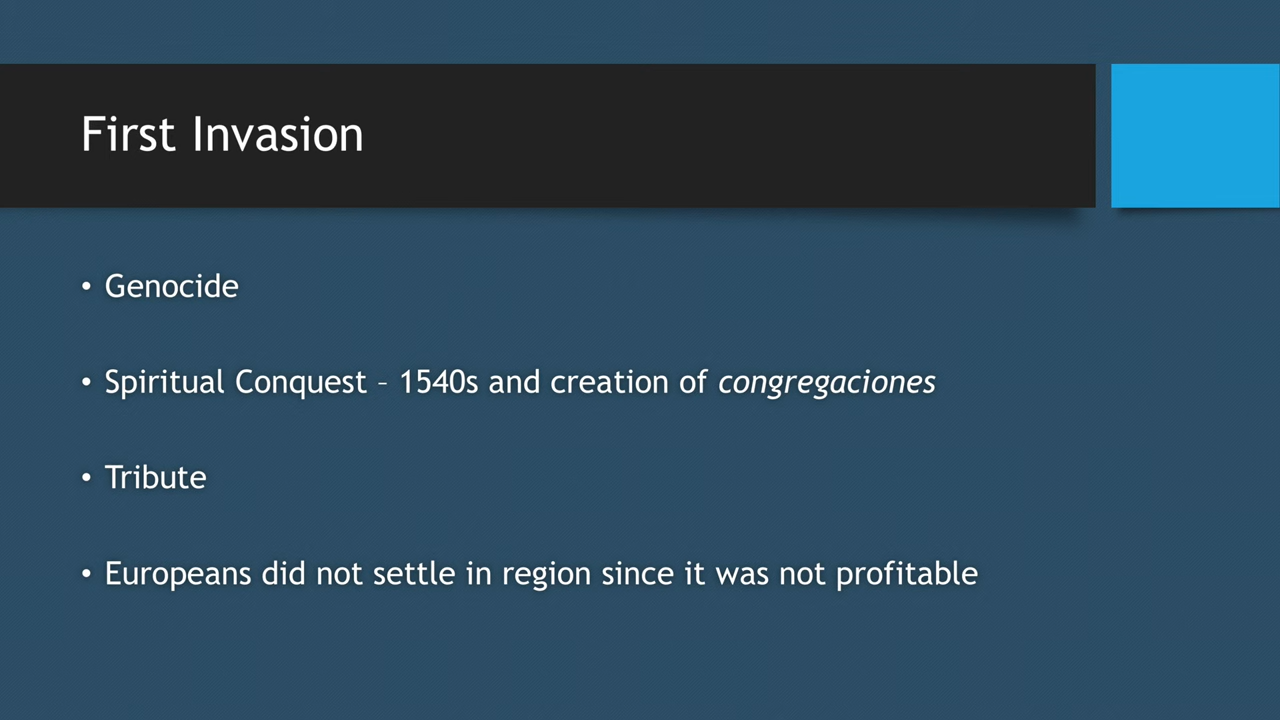 First Invasion
• Genocide
• Spiritual Conquest – 1540s and creation of congregaciones
• Tribute
• Europeans did not settle in region since it was not profitable